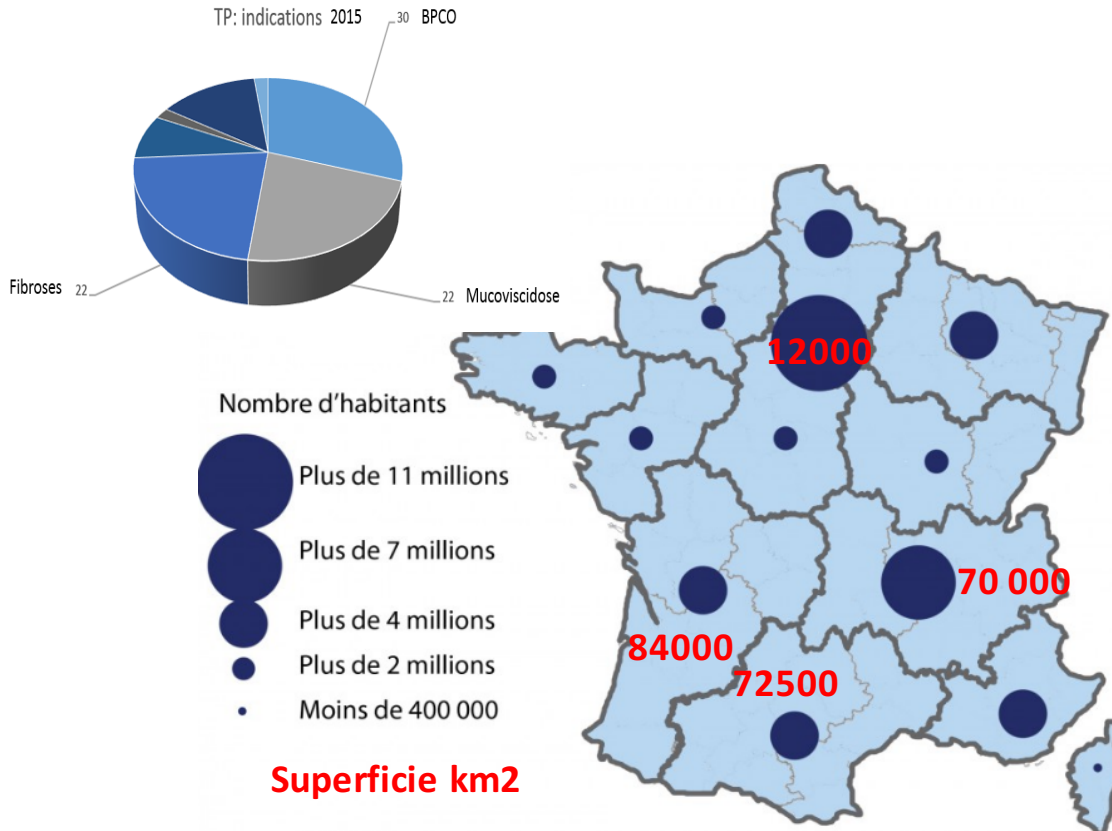 TP: indications 2015
30 BPCO
Fibroses 22
22 Mucoviscidose
Nombre d'habitants
Plus de 11 millions
Plus de 7 millions
Plus de 4 millions
Plus de 2 millions
Moins de 400 000
Superficie km2
12000
70 000
84000
72500